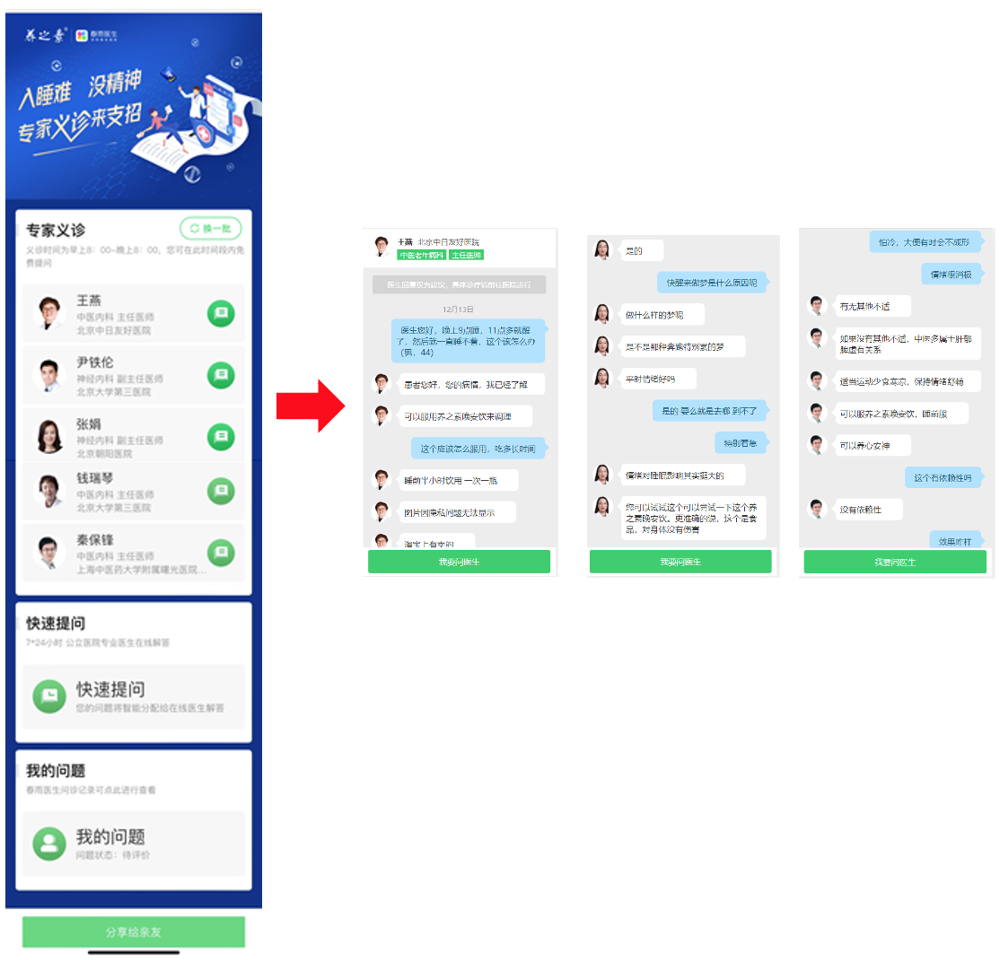 养之素
春雨医生
入睡难 没精神
专家义诊来支招
专家义诊
换一批
义诊时间为早上8：00-晚上8：00，您可在此时间段内免
费提问
王燕
中医内科 主任医师
北京中日友好医院
尹铁伦
神经内科 副主任医师
北京大学第三医院
张娟
神经内科 副主任医师
北京朝阳医院
钱瑞琴
中医内科 主任医师
北京大学第三医院
秦保锋
中医内科 主任医师
上海中医药大学附属曙光医院...
快速提问
7*24小时 公立医院专业医生在线解答
快速提问
您的问题将智能分配给在线医生解答
我的问题
春雨医生问诊记录可点此进行查看
我的问题
问题状态：待评价
分享给亲友
王燕 北京中日友好医院
中医老年病科 主任医师
医生回复仅为建议，具体诊疗请前往医院进行
12月13日
医生您好，晚上9点睡，11点多就醒
了，然后就一直睡不着，这个该怎么办
（男，44）
患者您好，您的病情，我已经了解
可以服用养之素晚安饮来调理
这个应该怎么服用，吃多长时间
睡前半小时饮用 一次一瓶
图片因隐私问题无法显示
淘宝上有卖的
我要问医生
是的
快醒来做梦是什么原因呢
做什么样的梦呢
是不是那种奔跑特别累的梦
平时情绪好吗
是的 要么就是去哪 到不了
特别着急
情绪对睡眠影响其实挺大的
您可以试试这个可以尝试一下这个养
之素晚安饮。更准确的说，这个是食
品，对身体没有伤害
我要问医生
怕冷，大便有时会不成形
情绪很消极
有无其他不适
如果没有其他不适，中医多属于肝郁
脾虚有关系
适当运动少食寒凉，保持情绪舒畅
可以服养之素晚安饮，睡前服
可以养心安神
这个有依赖性吗
没有依赖性
效果咋样
我要问医生